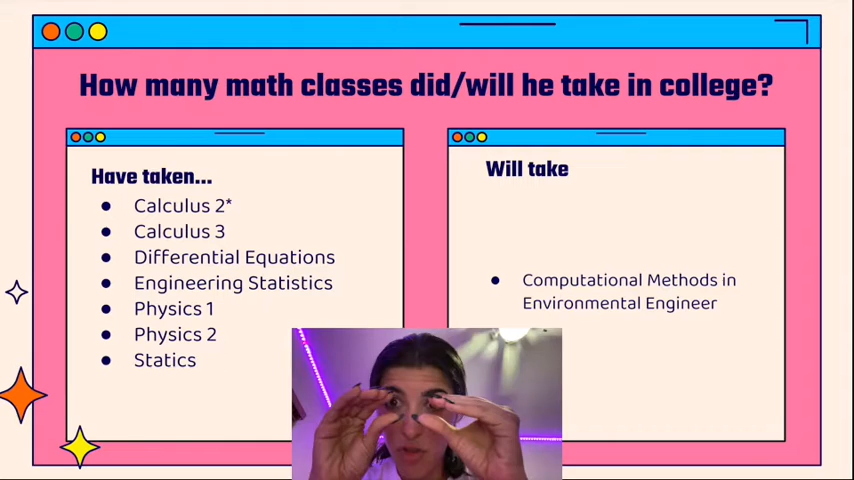 How many math classes did/will he take in college?
Have taken...
Calculus 2*
Calculus 3
Differential Equations
Engineering Statistics
Physics 1
Physics 2
Statics
Will take
Computational Methods in
Environmental Engineer